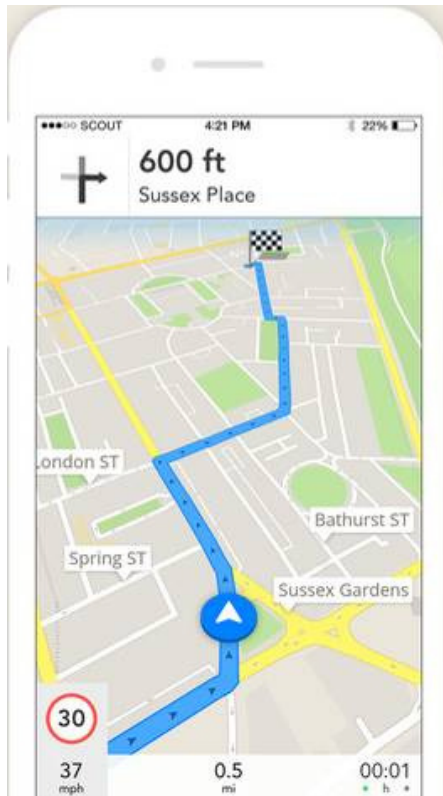 SCOUT 4:21 PM 22%
600 ft
Sussex Place
London ST
Bathurst ST
Spring ST
Sussex Gardens
30
37 0.5 00:01
mph mi h